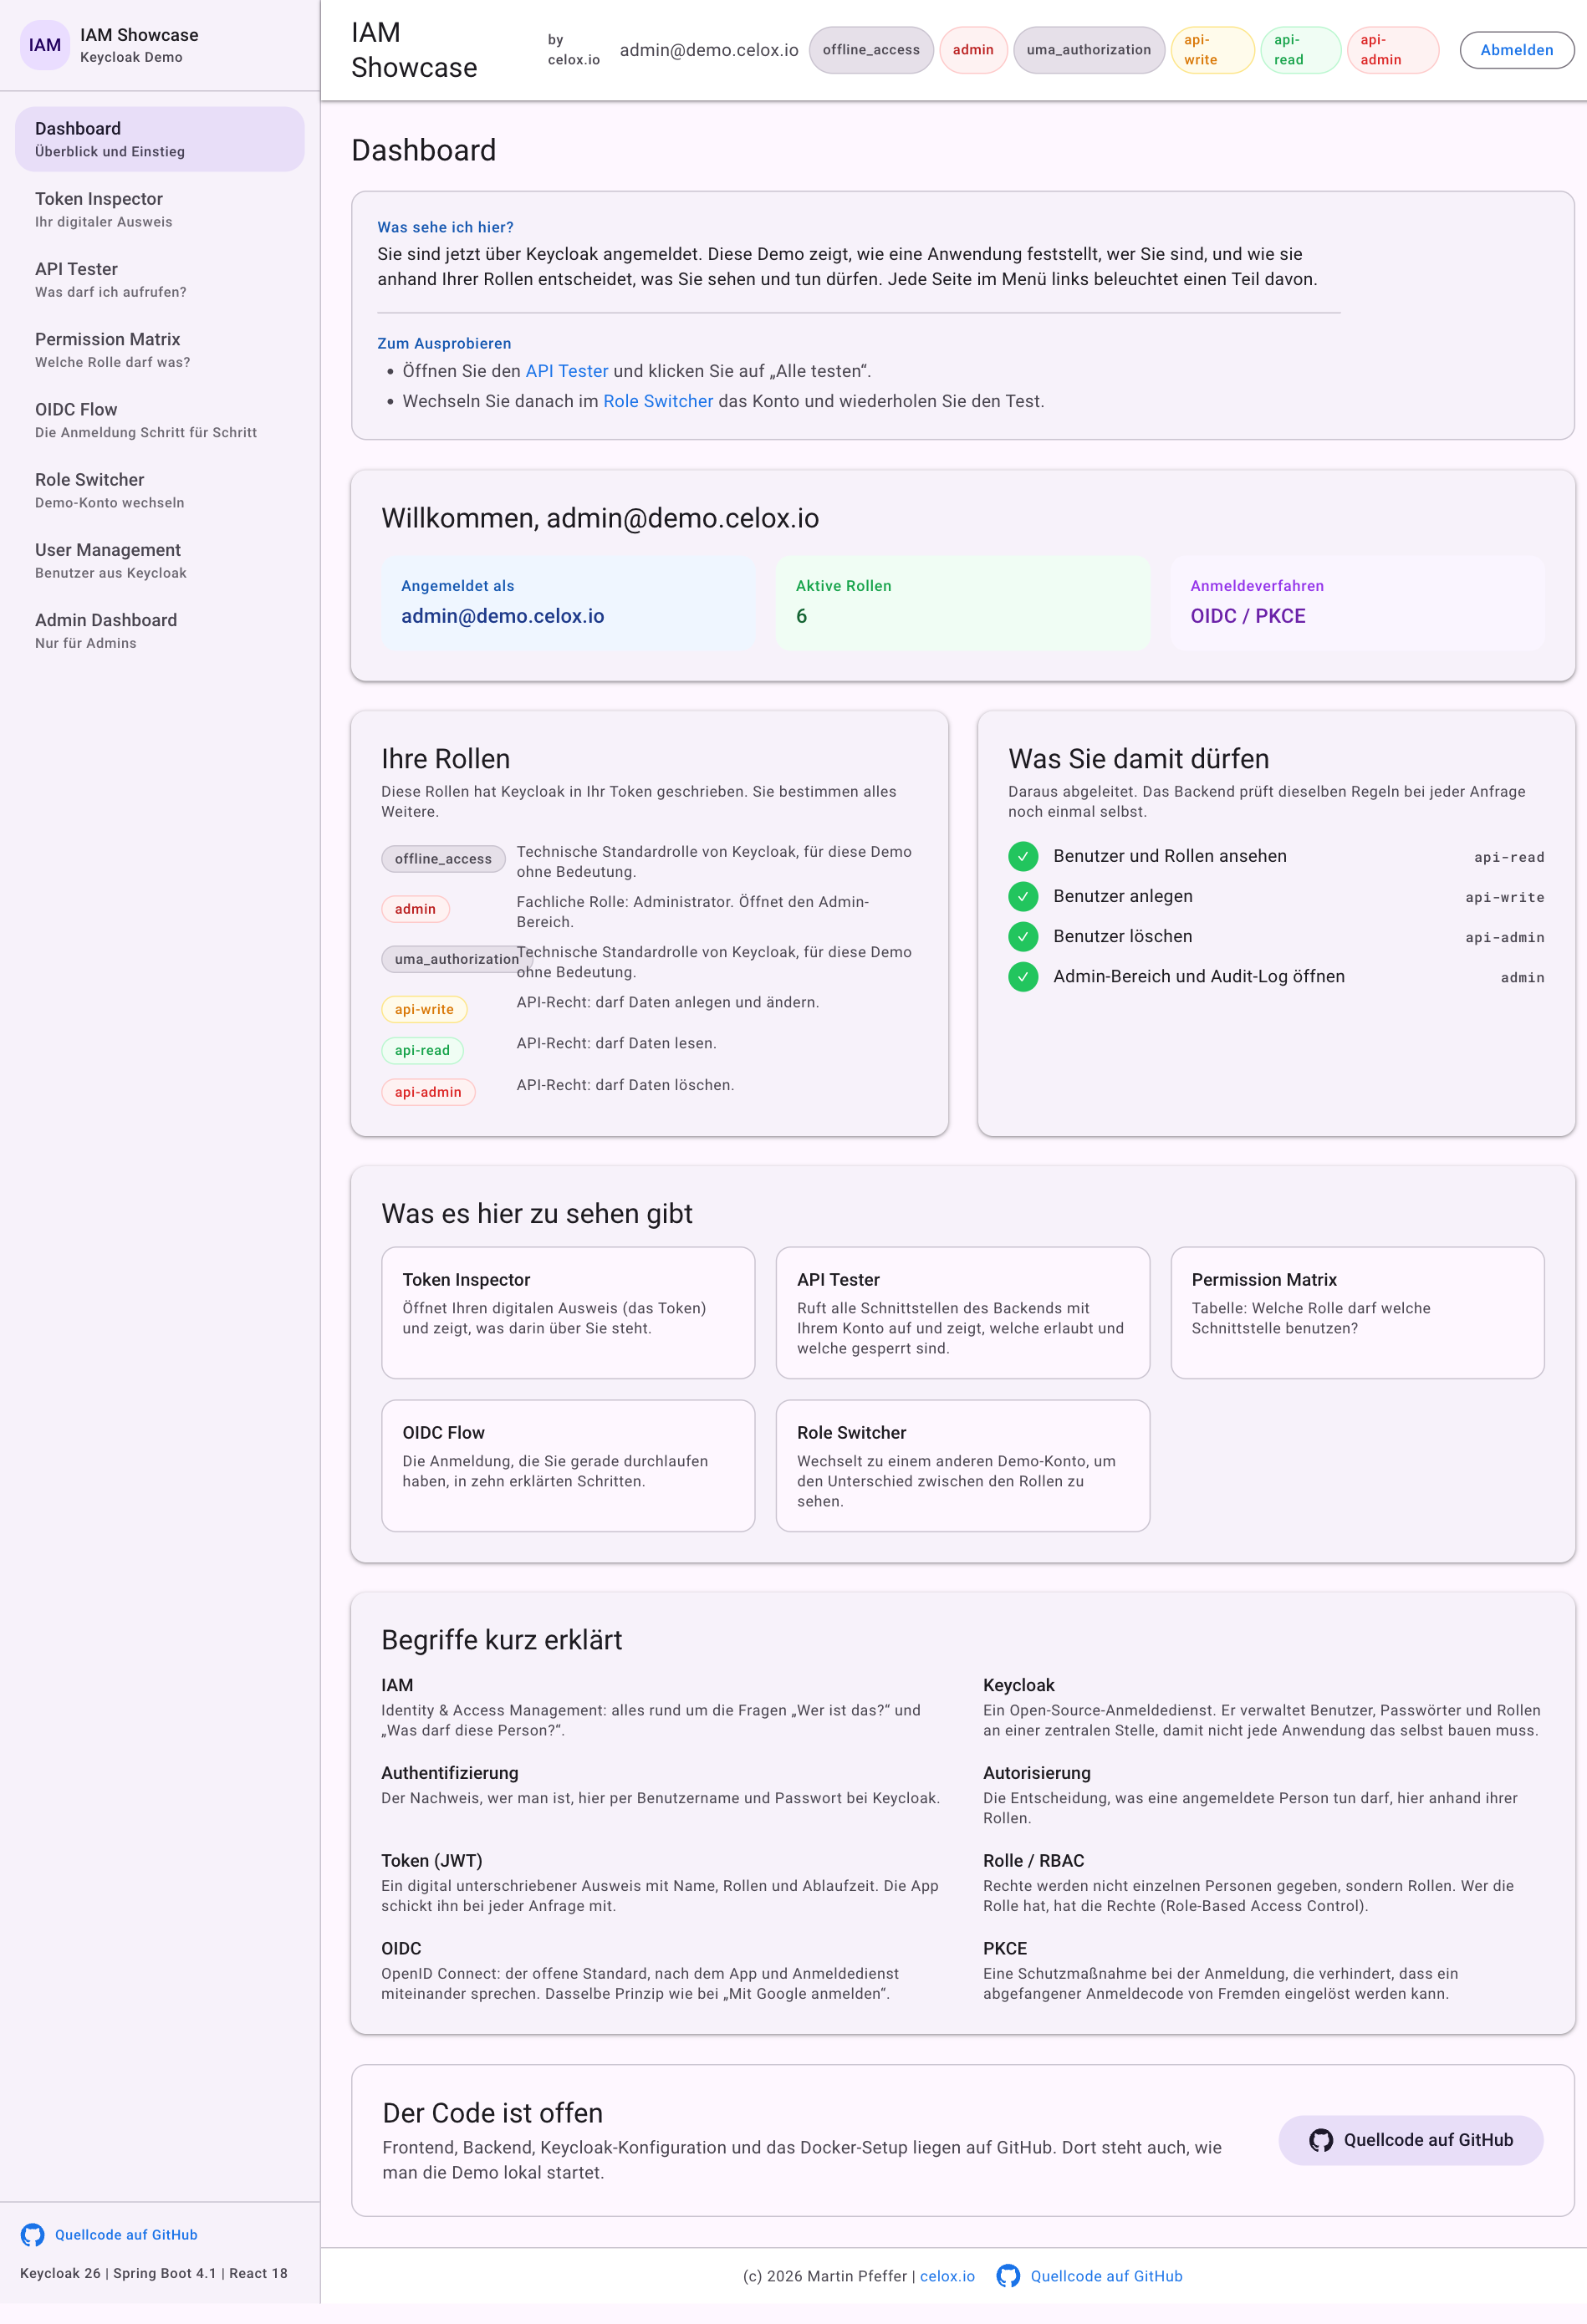 IAM
IAM Showcase
Keycloak Demo
Dashboard
Überblick und Einstieg
Token Inspector
Ihr digitaler Ausweis
API Tester
Was darf ich aufrufen?
Permission Matrix
Welche Rolle darf was?
OIDC Flow
Die Anmeldung Schritt für Schritt
Role Switcher
Demo-Konto wechseln
User Management
Benutzer aus Keycloak
Admin Dashboard
Nur für Admins
Quellcode auf GitHub
Keycloak 26 | Spring Boot 4.1 | React 18
IAM
Showcase
by
celox.io
admin@demo.celox.io
offline_access
admin
uma_authorization
api-
write
api-
read
api-
admin
Abmelden
Dashboard
Was sehe ich hier?
Sie sind jetzt über Keycloak angemeldet. Diese Demo zeigt, wie eine Anwendung feststellt, wer Sie sind, und wie sie
anhand Ihrer Rollen entscheidet, was Sie sehen und tun dürfen. Jede Seite im Menü links beleuchtet einen Teil davon.
Zum Ausprobieren
• Öffnen Sie den API Tester und klicken Sie auf „Alle testen“.
• Wechseln Sie danach im Role Switcher das Konto und wiederholen Sie den Test.
Willkommen, admin@demo.celox.io
Angemeldet als
admin@demo.celox.io
Aktive Rollen
6
Anmeldeverfahren
OIDC / PKCE
Ihre Rollen
Diese Rollen hat Keycloak in Ihr Token geschrieben. Sie bestimmen alles
Weitere.
offline_access
Technische Standardrolle von Keycloak, für diese Demo
ohne Bedeutung.
admin
Fachliche Rolle: Administrator. Öffnet den Admin-
Bereich.
uma_authorization
Technische Standardrolle von Keycloak, für diese Demo
ohne Bedeutung.
api-write
API-Recht: darf Daten anlegen und ändern.
api-read
API-Recht: darf Daten lesen.
api-admin
API-Recht: darf Daten löschen.
Was Sie damit dürfen
Daraus abgeleitet. Das Backend prüft dieselben Regeln bei jeder Anfrage
noch einmal selbst.
Benutzer und Rollen ansehen api-read
Benutzer anlegen api-write
Benutzer löschen api-admin
Admin-Bereich und Audit-Log öffnen admin
Was es hier zu sehen gibt
Token Inspector
Öffnet Ihren digitalen Ausweis (das Token)
und zeigt, was darin über Sie steht.
API Tester
Ruft alle Schnittstellen des Backends mit
Ihrem Konto auf und zeigt, welche erlaubt und
welche gesperrt sind.
Permission Matrix
Tabelle: Welche Rolle darf welche
Schnittstelle benutzen?
OIDC Flow
Die Anmeldung, die Sie gerade durchlaufen
haben, in zehn erklärten Schritten.
Role Switcher
Wechselt zu einem anderen Demo-Konto, um
den Unterschied zwischen den Rollen zu
sehen.
Begriffe kurz erklärt
IAM
Identity & Access Management: alles rund um die Fragen „Wer ist das?“ und
„Was darf diese Person?“.
Keycloak
Ein Open-Source-Anmeldedienst. Er verwaltet Benutzer, Passwörter und Rollen
an einer zentralen Stelle, damit nicht jede Anwendung das selbst bauen muss.
Authentifizierung
Der Nachweis, wer man ist, hier per Benutzername und Passwort bei Keycloak.
Autorisierung
Die Entscheidung, was eine angemeldete Person tun darf, hier anhand ihrer
Rollen.
Token (JWT)
Ein digital unterschriebener Ausweis mit Name, Rollen und Ablaufzeit. Die App
schickt ihn bei jeder Anfrage mit.
Rolle / RBAC
Rechte werden nicht einzelnen Personen gegeben, sondern Rollen. Wer die
Rolle hat, hat die Rechte (Role-Based Access Control).
OIDC
OpenID Connect: der offene Standard, nach dem App und Anmeldedienst
miteinander sprechen. Dasselbe Prinzip wie bei „Mit Google anmelden“.
PKCE
Eine Schutzmaßnahme bei der Anmeldung, die verhindert, dass ein
abgefangener Anmeldecode von Fremden eingelöst werden kann.
Der Code ist offen
Frontend, Backend, Keycloak-Konfiguration und das Docker-Setup liegen auf GitHub. Dort steht auch, wie
man die Demo lokal startet.
Quellcode auf GitHub
(c) 2026 Martin Pfeffer | celox.io
Quellcode auf GitHub